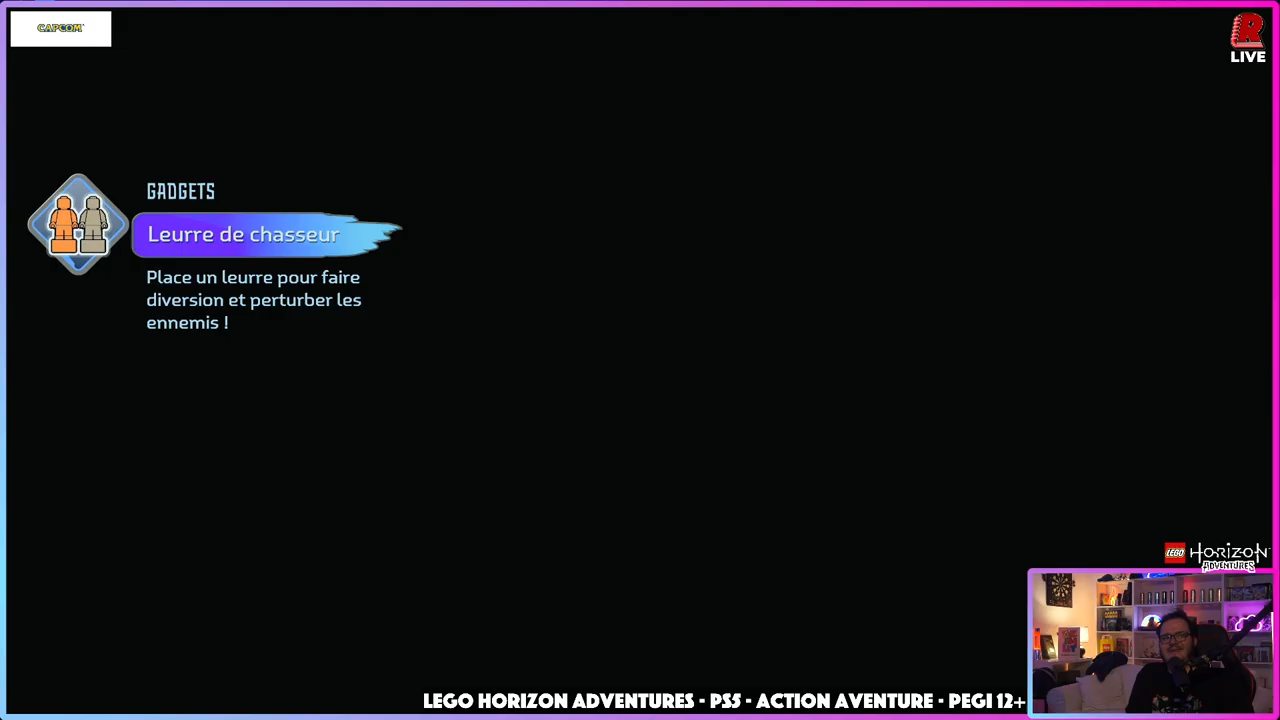 CAPCOM
R
LIVE
GADGETS
Leurre de chasseur
Place un leurre pour faire
diversion et perturber les
ennemis !
LEGO HORIZON
ADVENTURES
LEGO HORIZON ADVENTURES - PS5 - ACTION AVENTURE - PEGI 12+